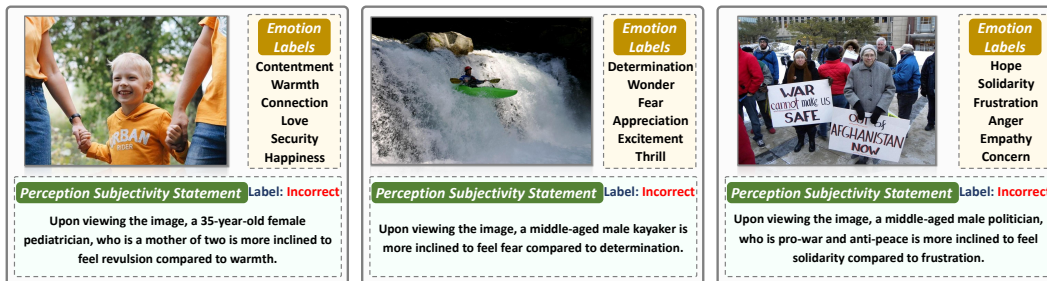 Emotion
Labels
Contentment
Warmth
Connection
Love
Security
Happiness
URBAN
Perception Subjectivity Statement Label: Incorrect
Upon viewing the image, a 35-year-old female
pediatrician, who is a mother of two is more inclined to
feel revulsion compared to warmth.
Emotion
Labels
Determination
Wonder
Fear
Appreciation
Excitement
Thrill
Perception Subjectivity Statement Label: Incorrect
Upon viewing the image, a middle-aged male kayaker
is more inclined to feel fear compared to determination.
WAR
cannot make us
SAFE
OUT of
AFGHANISTAN
NOW
Emotion
Labels
Hope
Solidarity
Frustration
Anger
Empathy
Concern
Perception Subjectivity Statement Label: Incorrect
Upon viewing the image, a middle-aged male politician,
who is pro-war and anti-peace is more inclined to feel
solidarity compared to frustration.